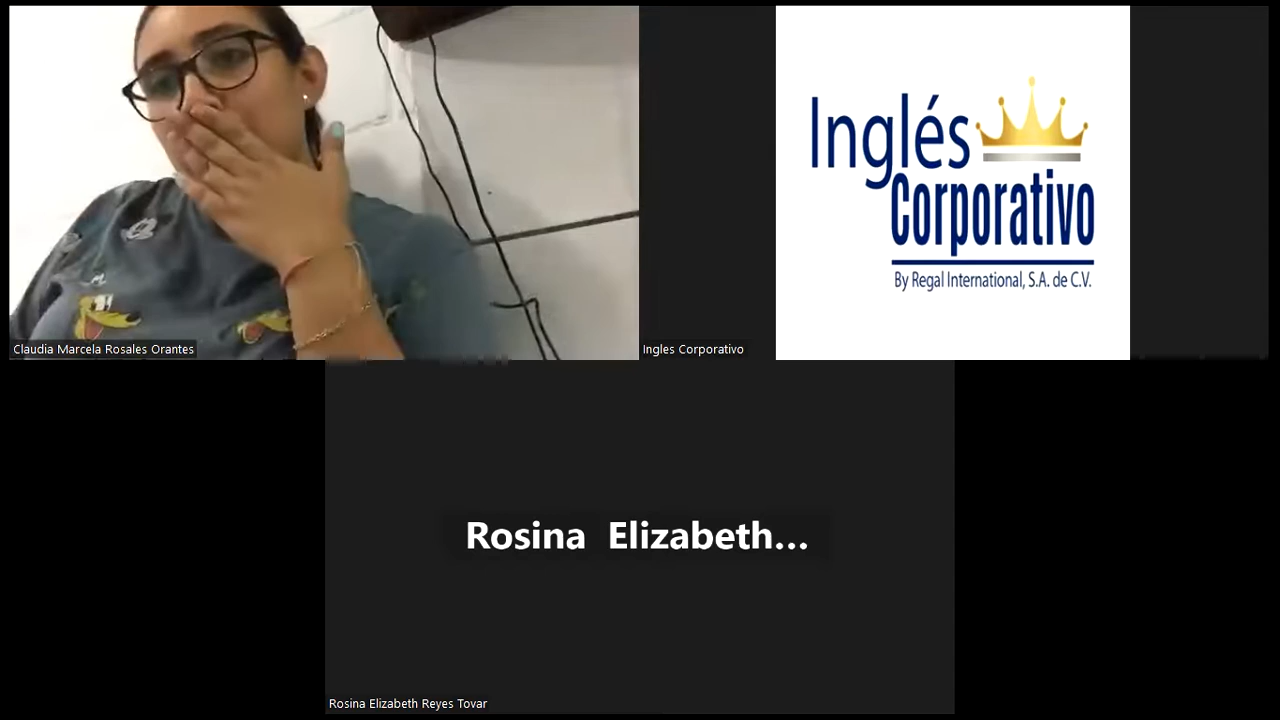 Inglés
Corporativo
By Regal International, S.A. de C.V.
Claudia Marcela Rosales Orantes
Ingles Corporativo
Rosina Elizabeth...
Rosina Elizabeth Reyes Tovar